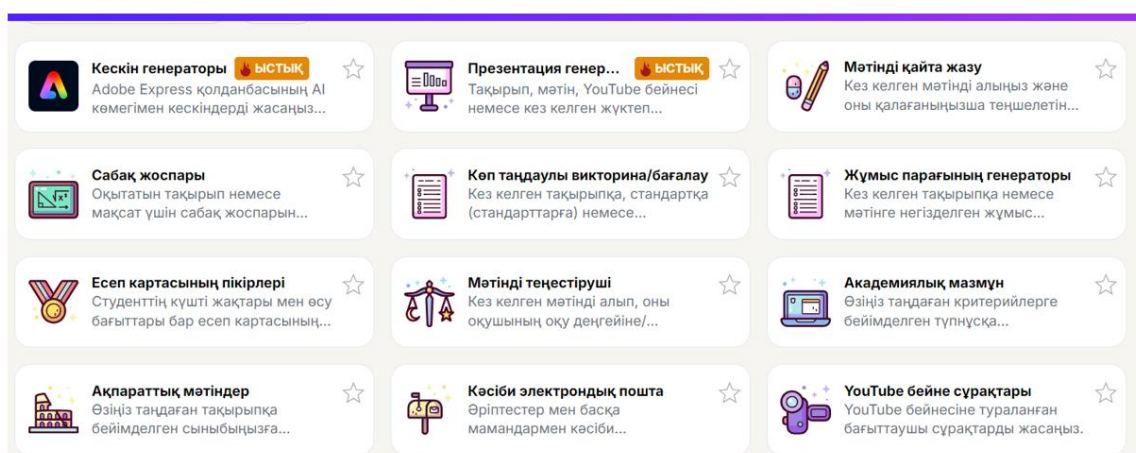 Кескін генераторы ЫСТЫҚ
Adobe Express қолданбасының AI
көмегімен кескіндерді жасаңыз...
Презентация генер... ЫСТЫҚ
Тақырып, мәтін, YouTube бейнесі
немесе кез келген жүктеп...
Мәтінді қайта жазу
Кез келген мәтінді алыңыз және
оны қалағаныңызша теңшелетін...
Сабақ жоспары
Оқытатын тақырып немесе
мақсат үшін сабақ жоспарын...
Көп таңдаулы викторина/бағалау
Кез келген тақырыпқа, стандартқа
(стандарттарға) немесе...
Жұмыс парағының генераторы
Кез келген тақырыпқа немесе
мәтінге негізделген жұмыс...
Есеп картасының пікірлері
Студенттің күшті жақтары мен өсу
бағыттары бар есеп картасының...
Мәтінді теңестіруші
Кез келген мәтінді алып, оны
оқушының оқу деңгейіне/...
Академиялық мазмұн
Өзіңіз таңдаған критерийлерге
бейімделген түпнұсқа...
Ақпараттық мәтіндер
Өзіңіз таңдаған тақырыпқа
бейімделген сыныбыңызға...
Кәсіби электрондық пошта
Әріптестер мен басқа
мамандармен кәсіби...
YouTube бейне сұрақтары
YouTube бейнесіне тураланған
бағыттаушы сұрақтарды жасаңыз.